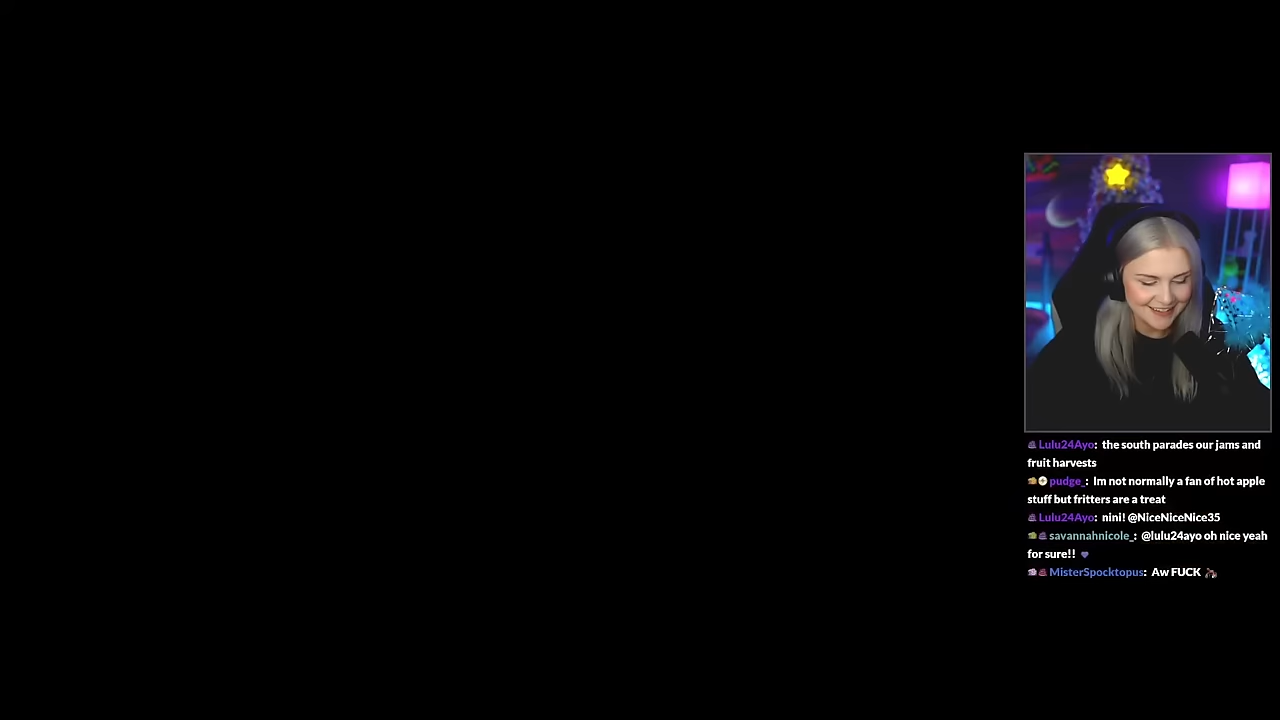 Lulu24Ayo: the south parades our jams and
fruit harvests
pudge_: Im not normally a fan of hot apple
stuff but fritters are a treat
Lulu24Ayo: nini! @NiceNiceNice35
savannahnicole_: @lulu24ayo oh nice yeah
for sure!!
MisterSpocktopus: Aw FUCK